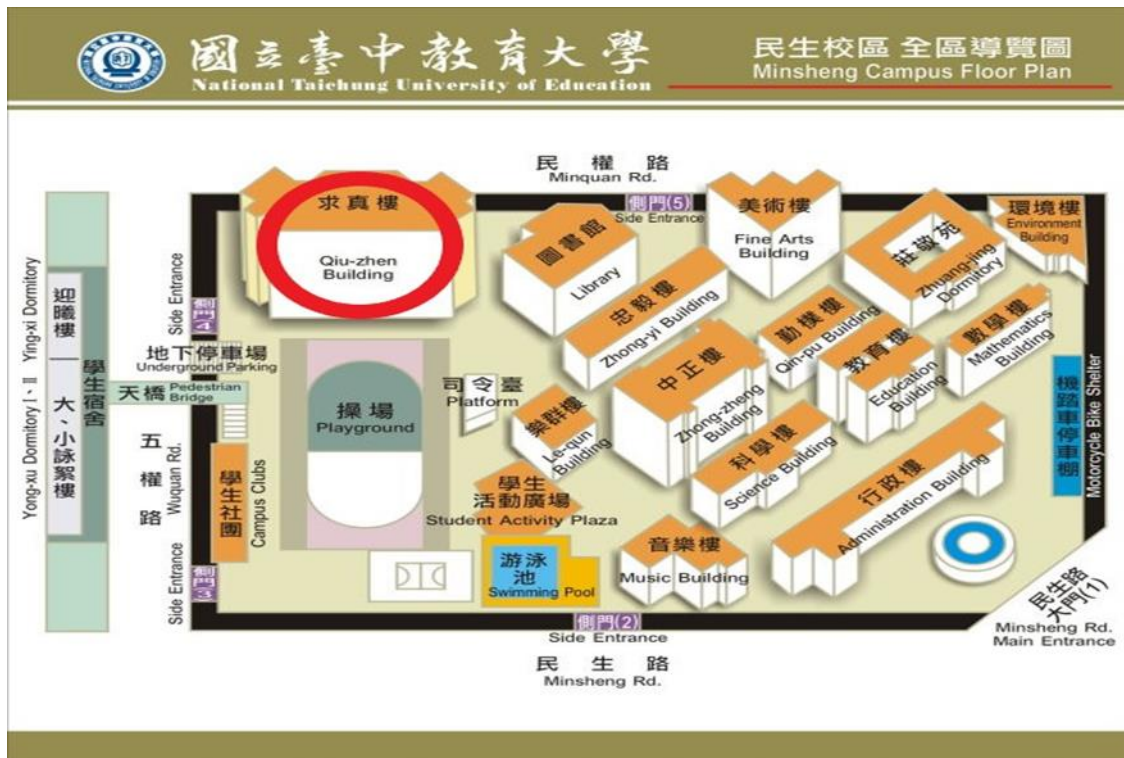 國立臺中教育大學
National Taichung University of Education
民生校區 全區導覽圖
Minsheng Campus Floor Plan
民權路
Minquan Rd.
求真樓
Qiu-zhen
Building
圖書館
Library
側門(5)
Side Entrance
美術樓
Fine Arts
Building
莊敬苑
Zhuang-jing
Dormitory
環境樓
Environment
Building
忠毅樓
Zhong-yi Building
勤樸樓
Qin-pu Building
數學樓
Mathematics
Building
教育樓
Education
Building
中正樓
Zhong-zheng
Building
Side Entrance
側門4
地下停車場
Underground Parking
天橋
Pedestrian
Bridge
Yong-xu Dormitory I、II Ying-xi Dormitory
迎曦樓
大、小詠絮樓
學生宿舍
五權路
Wuquan Rd.
操場
Playground
司令臺
Platform
樂群樓
Le-qun
Building
科學樓
Science Building
行政樓
Administration Building
機踏車停車棚
Motorcycle Bike Shelter
學生社團
Campus Clubs
學生
活動廣場
Student Activity Plaza
游泳
池
Swimming Pool
音樂樓
Music Building
Side Entrance
側門3
側門(2)
Side Entrance
民生路
Minsheng Rd.
民生路
大門(1)
Minsheng Rd.
Main Entrance